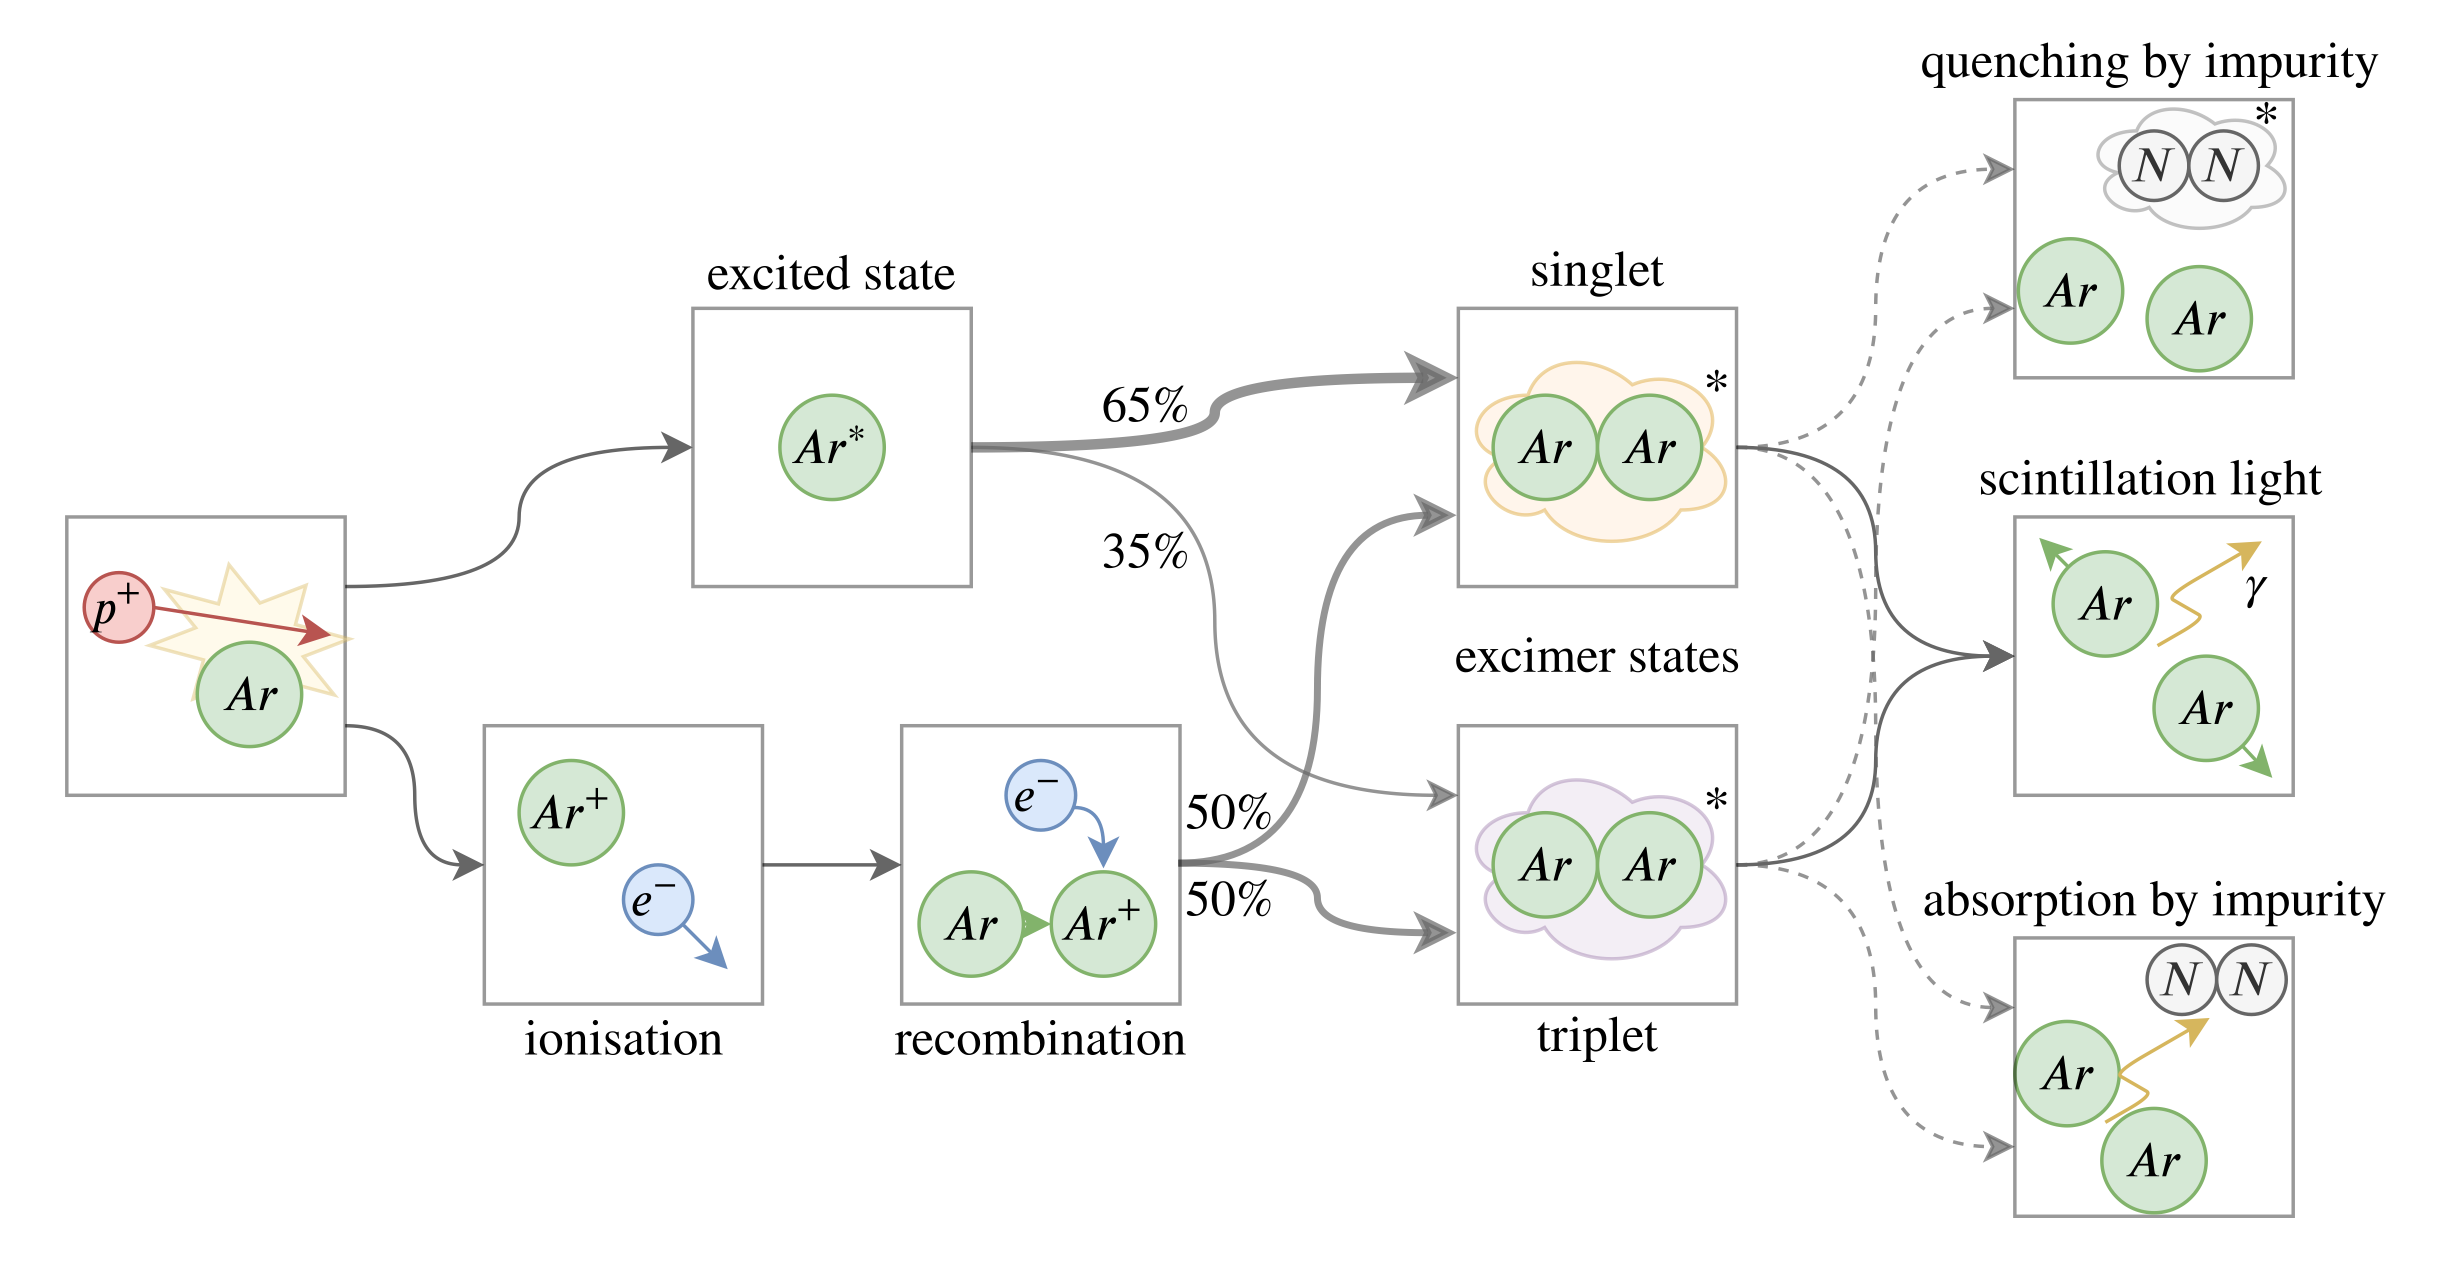 p⁺
Ar
excited state
Ar*
ionisation
Ar⁺
e⁻
recombination
e⁻
Ar
Ar⁺
65%
35%
50%
50%
singlet
Ar Ar *
excimer states
Ar Ar *
triplet
quenching by impurity
N N *
Ar
Ar
scintillation light
Ar
γ
Ar
absorption by impurity
N N
Ar
Ar